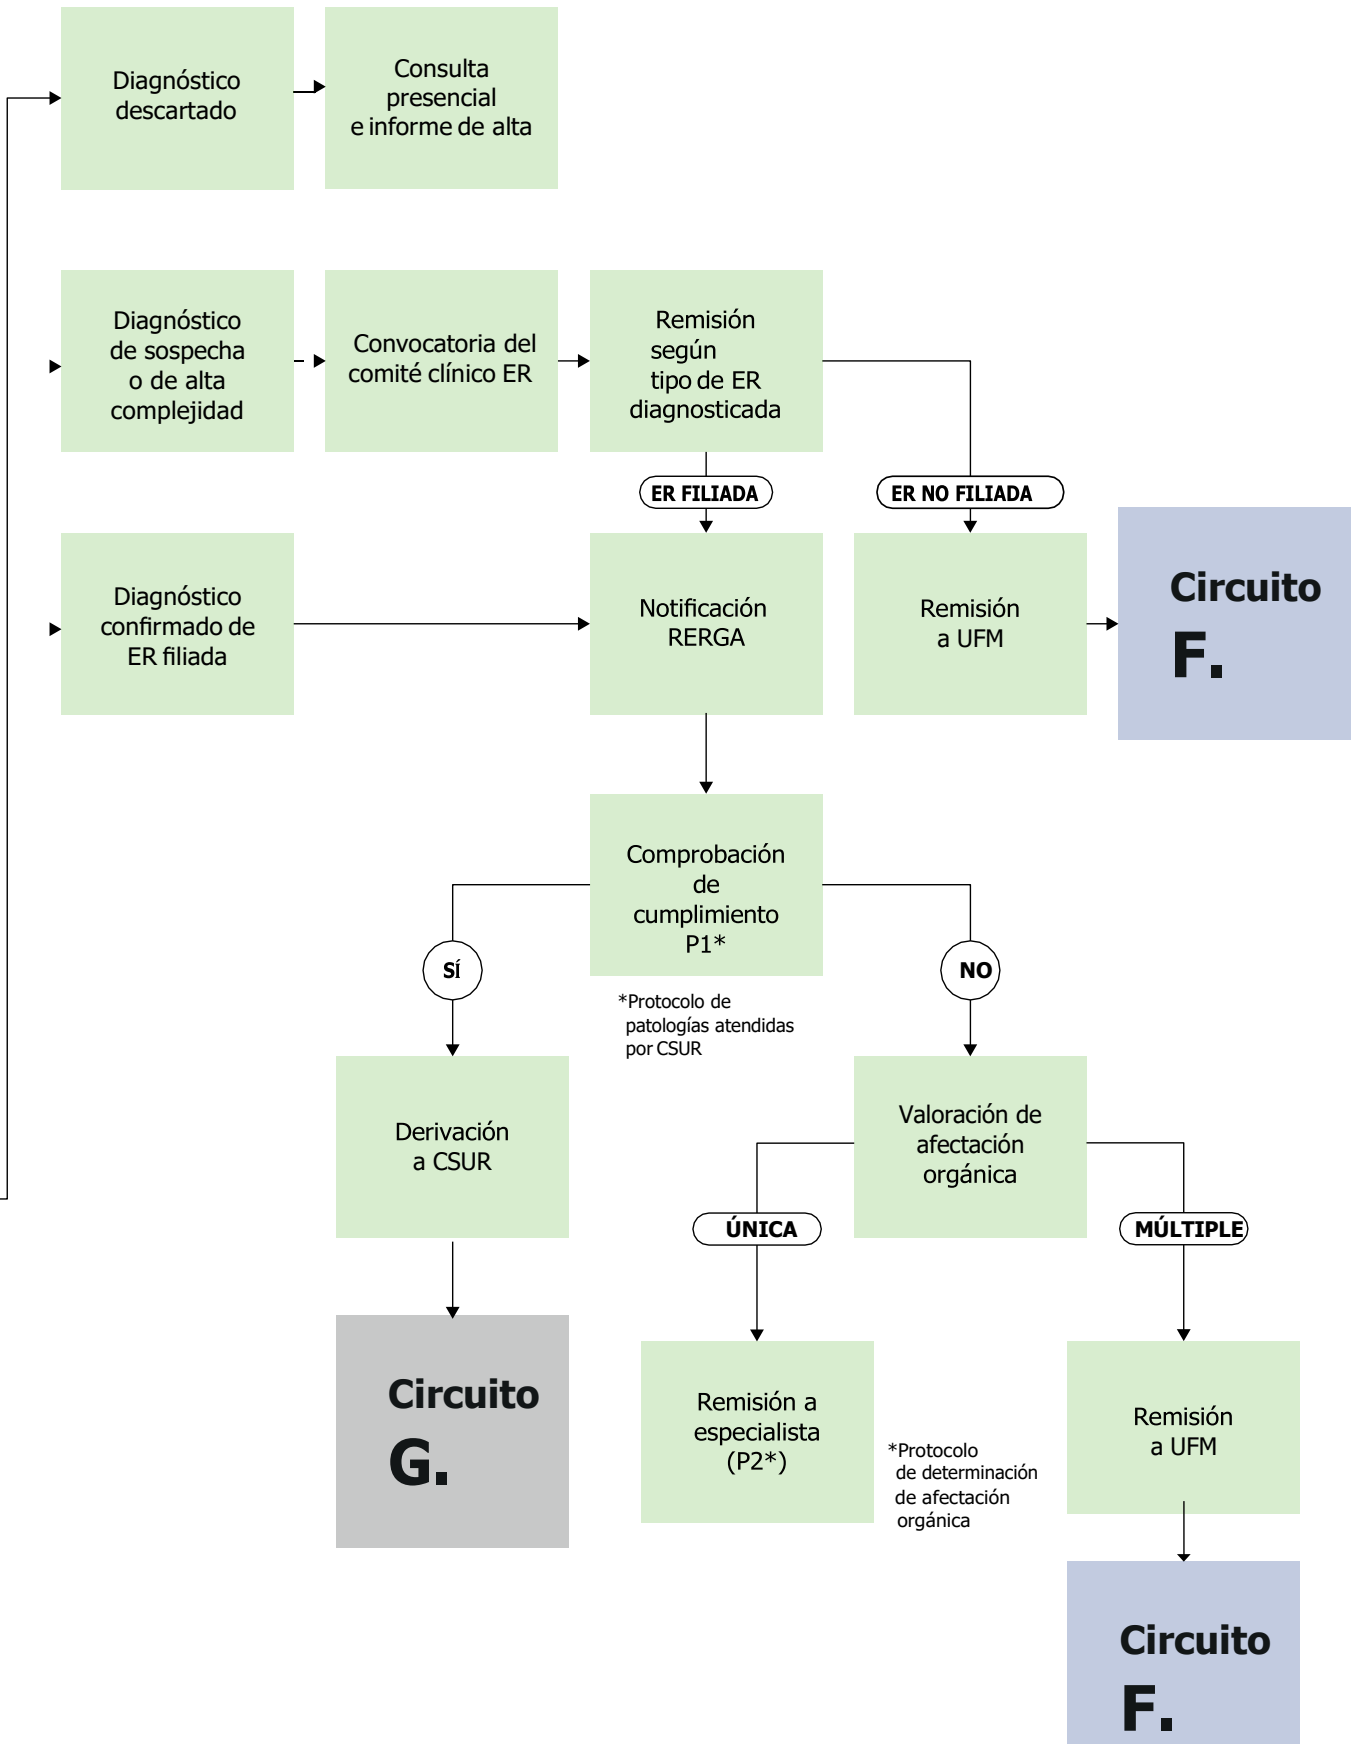 Diagnóstico
descartado
Consulta
presencial
e informe de alta
Diagnóstico
de sospecha
o de alta
complejidad
Convocatoria del
comité clínico ER
Remisión
según
tipo de ER
diagnosticada
ER FILIADA
ER NO FILIADA
Diagnóstico
confirmado de
ER filiada
Notificación
RERGA
Remisión
a UFM
Circuito
F.
Comprobación
de
cumplimiento
P1*
SÍ
NO
*Protocolo de
patologías atendidas
por CSUR
Derivación
a CSUR
Valoración de
afectación
orgánica
ÚNICA
MÚLTIPLE
Circuito
G.
Remisión a
especialista
(P2*)
*Protocolo
de determinación
de afectación
orgánica
Remisión
a UFM
Circuito
F.